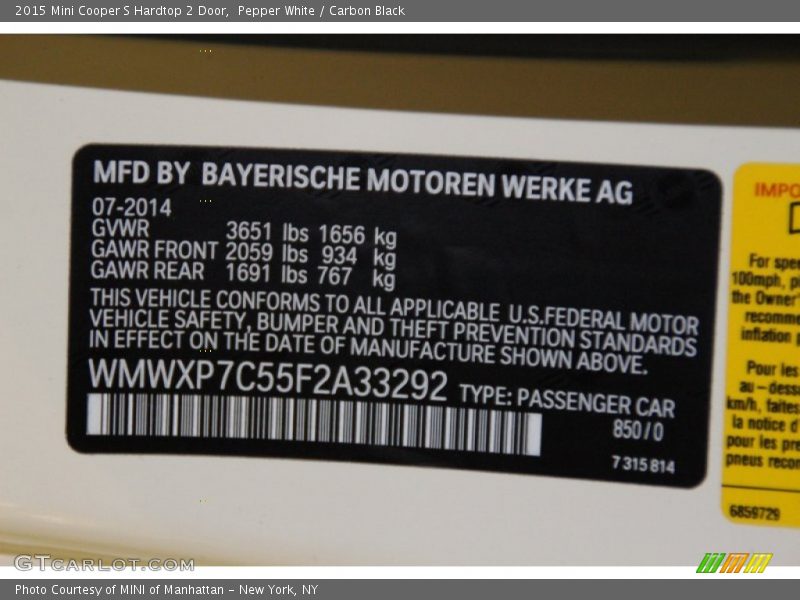 2015 Mini Cooper S Hardtop 2 Door,  Pepper White / Carbon Black
MFD BY BAYERISCHE MOTOREN WERKE AG
07-2014
GVWR 3651 lbs 1656 kg
GAWR FRONT 2059 lbs 934 kg
GAWR REAR 1691 lbs 767 kg
THIS VEHICLE CONFORMS TO ALL APPLICABLE U.S.FEDERAL MOTOR
VEHICLE SAFETY, BUMPER AND THEFT PREVENTION STANDARDS
IN EFFECT ON THE DATE OF MANUFACTURE SHOWN ABOVE.
WMWXP7C55F2A33292 TYPE: PASSENGER CAR
850/0
7 315 814
IMPO
For spee
100mph, p
the Owner'
recomme
inflation p
Pour les
au-dess
km/h, faites
la notice d'
pour les pre
pneus recom
6859729
GTCARLOT.COM
Photo Courtesy of MINI of Manhattan - New York, NY